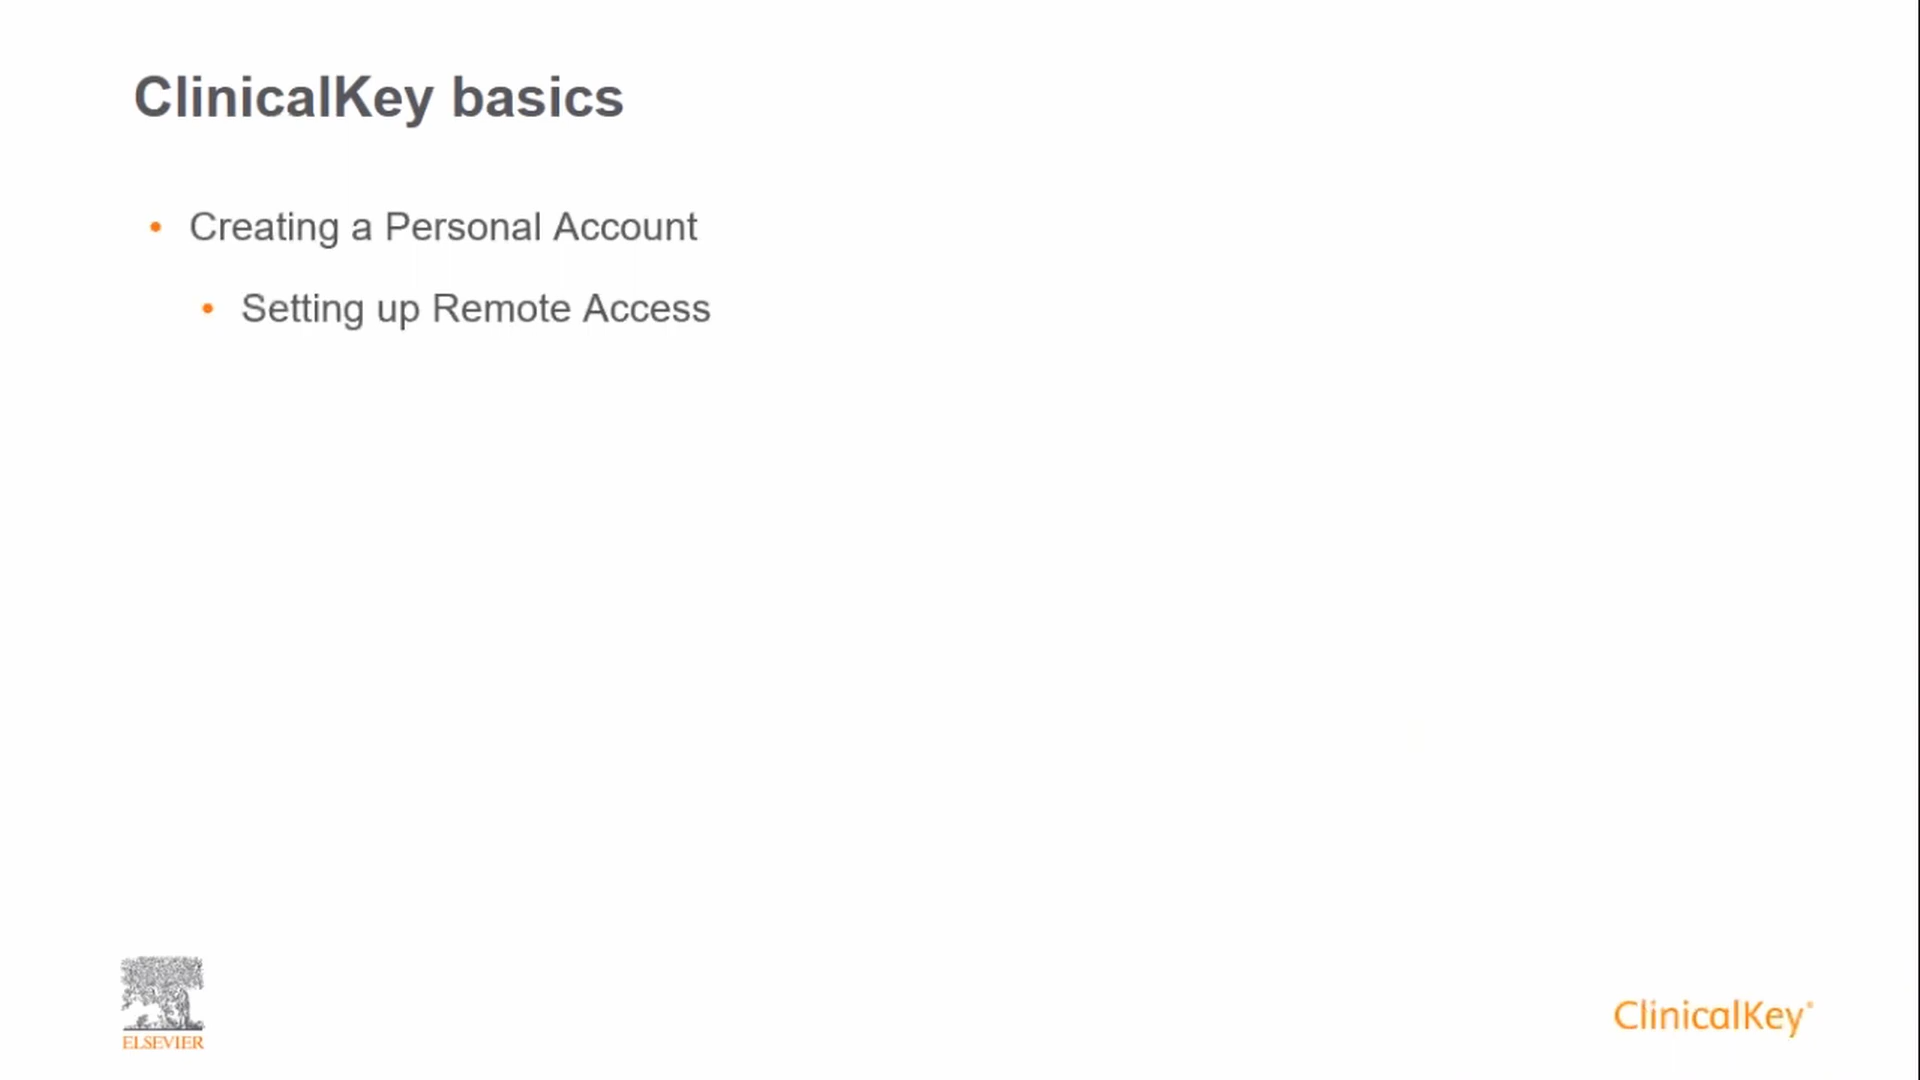 ClinicalKey basics
• Creating a Personal Account
• Setting up Remote Access
ELSEVIER
ClinicalKey®